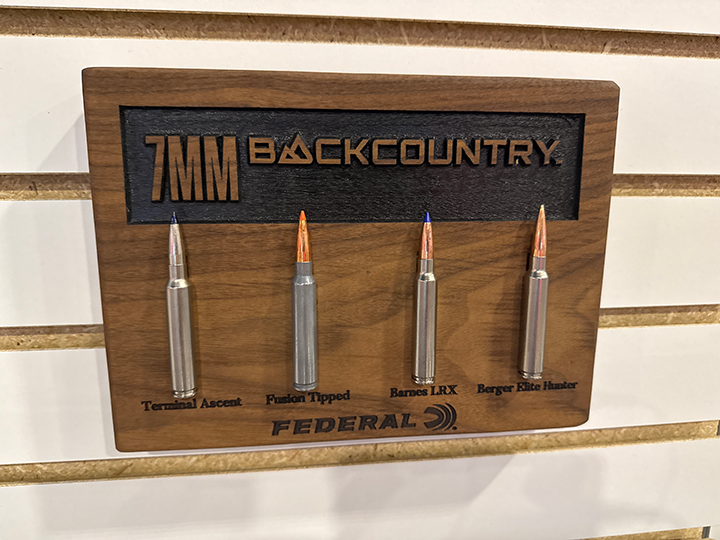 7MM BACKCOUNTRY
Terminal Ascent Fusion Tipped Barnes LRX Berger Elite Hunter
FEDERAL